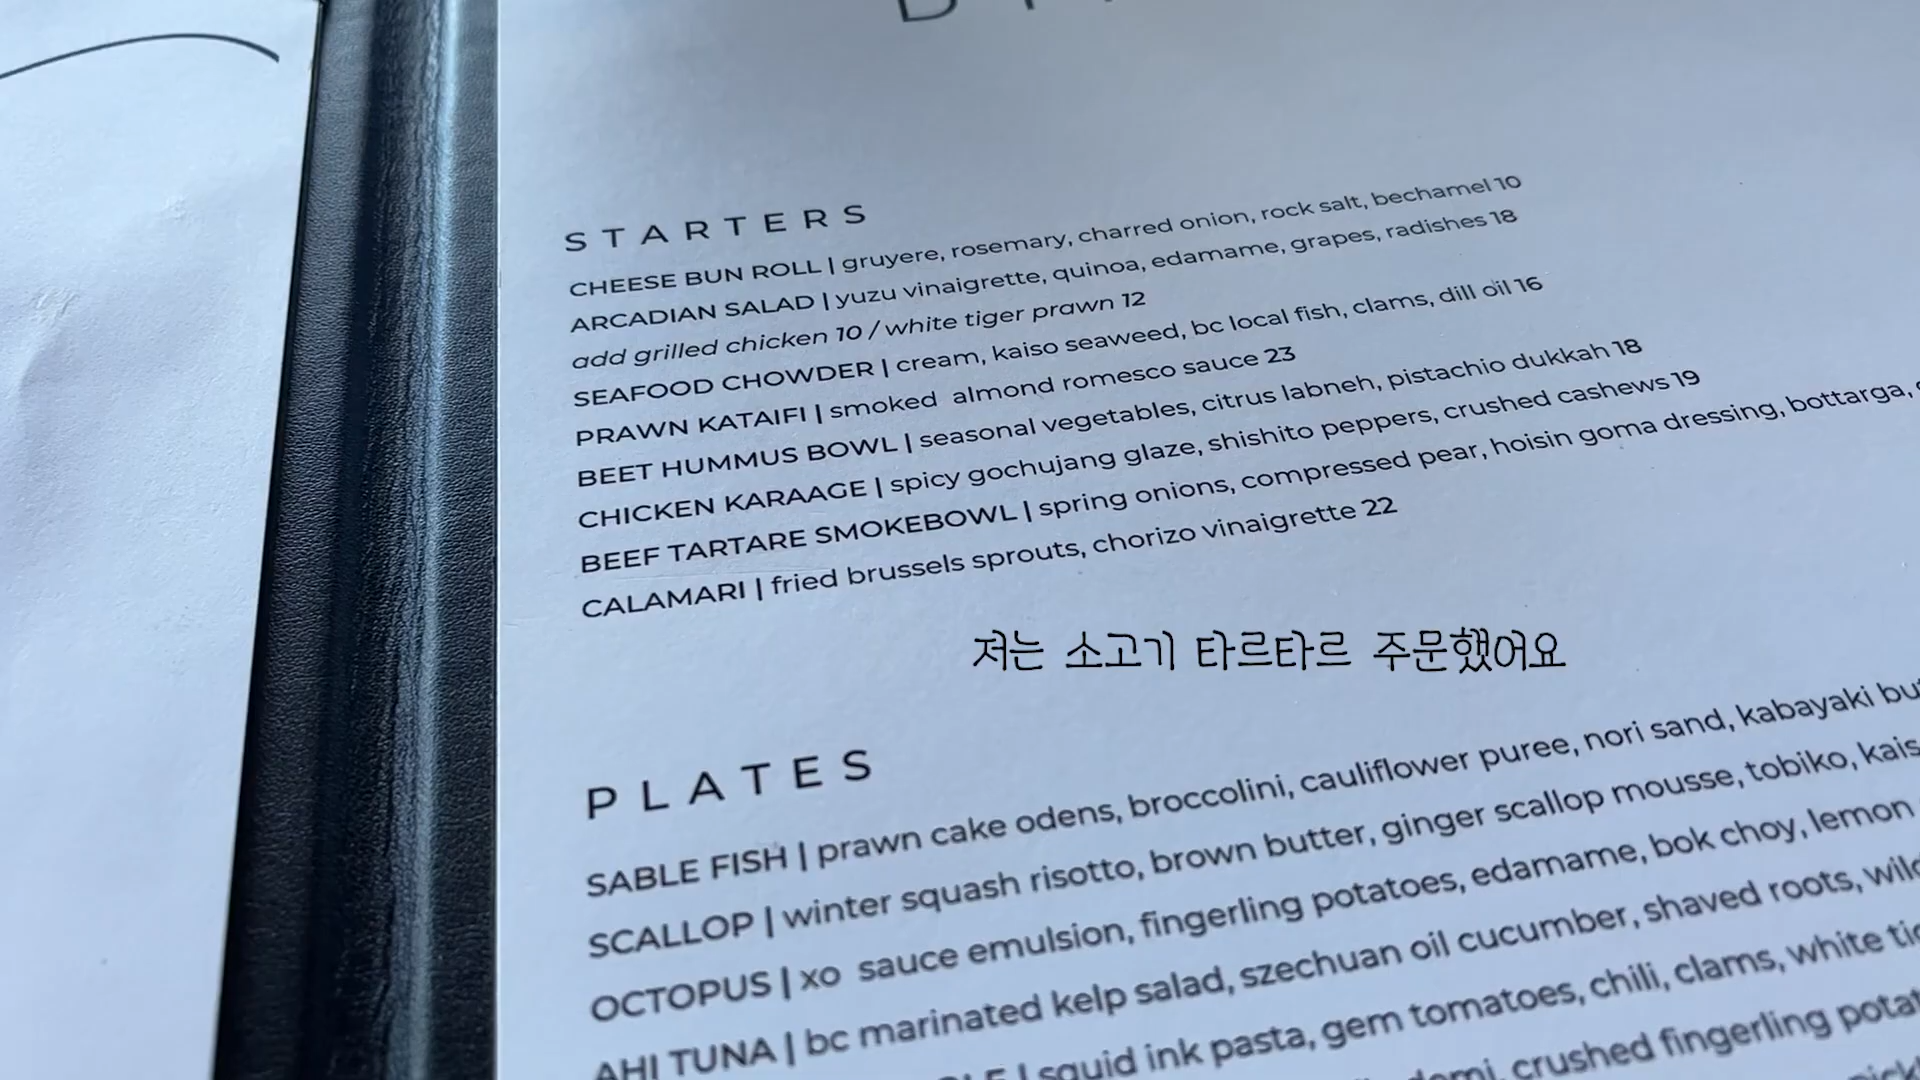 STARTERS
CHEESE BUN ROLL | gruyere, rosemary, charred onion, rock salt, bechamel 10
ARCADIAN SALAD | yuzu vinaigrette, quinoa, edamame, grapes, radishes 18
add grilled chicken 10 / white tiger prawn 12
SEAFOOD CHOWDER | cream, kaiso seaweed, bc local fish, clams, dill oil 16
PRAWN KATAIFI | smoked almond romesco sauce 23
BEET HUMMUS BOWL | seasonal vegetables, citrus labneh, pistachio dukkah 18
CHICKEN KARAAGE | spicy gochujang glaze, shishito peppers, crushed cashews 19
BEEF TARTARE SMOKEBOWL | spring onions, compressed pear, hoisin goma dressing, bottarga,
CALAMARI | fried brussels sprouts, chorizo vinaigrette 22
저는 소고기 타르타르 주문했어요
PLATES
SABLE FISH | prawn cake odens, broccolini, cauliflower puree, nori sand, kabayaki
SCALLOP | winter squash risotto, brown butter, ginger scallop mousse, tobiko,
OCTOPUS | xo sauce emulsion, fingerling potatoes, edamame, bok choy, lemon
AHI TUNA | bc marinated kelp salad, szechuan oil cucumber, shaved roots,
| squid ink pasta, gem tomatoes, chili, clams, white
crushed fingerling